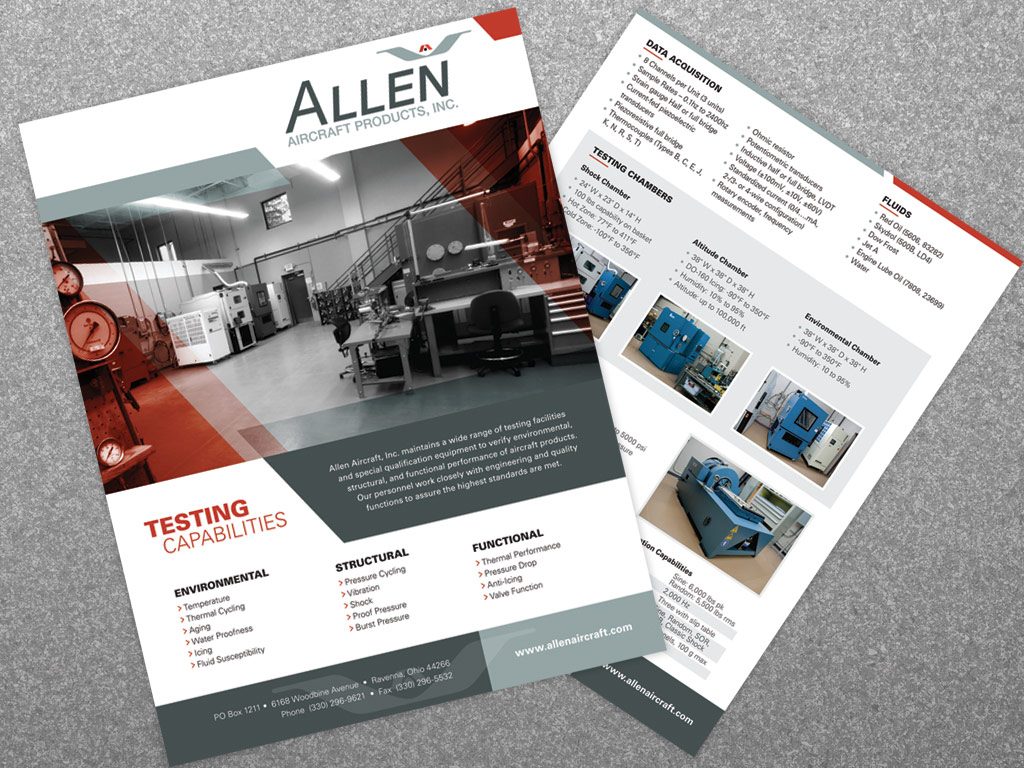 ALLEN
AIRCRAFT PRODUCTS, INC.
Allen Aircraft, Inc. maintains a wide range of testing facilities
and special qualification equipment to verify environmental,
structural, and functional performance of aircraft products.
Our personnel work closely with engineering and quality
functions to assure the highest standards are met.
TESTING
CAPABILITIES
ENVIRONMENTAL
> Temperature
> Thermal Cycling
> Aging
> Water Proofness
> Icing
> Fluid Susceptibility
STRUCTURAL
> Pressure Cycling
> Vibration
> Shock
> Proof Pressure
> Burst Pressure
FUNCTIONAL
> Thermal Performance
> Pressure Drop
> Anti-Icing
> Valve Function
PO Box 1211 • 6168 Woodbine Avenue • Ravenna, Ohio 44266
Phone (330) 296-9621 • Fax (330) 296-5532
www.allenaircraft.com
DATA ACQUISITION
• 8 Channels per Unit (3 units)
• Sample Rates – 0.1hz to 2400hz
• Strain gauge Half or full bridge
• Current-fed piezoelectric
transducers
• Piezoresistive full bridge
• Thermocouples (Types B, C, E, J,
K, N, R, S, T)
• Ohmic resistor
• Potentiometric transducers
• Inductive half or full bridge, LVDT
• Voltage (±100mV, ±10V, ±60V)
• Standardized current (0/4...mA,
2-/3- or 4-wire configuration)
• Rotary encoder, frequency
measurements
FLUIDS
• Red Oil (5606, 83282)
• Skydrol (500B, LD4)
• Dow Frost
• Jet Fuel
• Engine Lube Oil (7808, 23699)
• Water
TESTING CHAMBERS
Shock Chamber
• 24" W x 23" D x 14" H
• 100 lbs capability on basket
• Hot Zone: 77°F to 411°F
Cold Zone: -100°F to 356°F
Altitude Chamber
• 38" W x 38" D x 38" H
• DO-160 Icing: -90°F to 350°F
• Humidity: 10% to 95%
• Altitude: up to 100,000 ft
Environmental Chamber
• 38" W x 38" D x 38" H
• -90°F to 350°F
• Humidity: 10 to 95%
5000 psi
Capabilities
Sine: 6,000 lbs pk
Random: 5,500 lbs rms
2,000 Hz
Three with slip table
Random, SOR,
Classic Shock
100 g max
www.allenaircraft.com